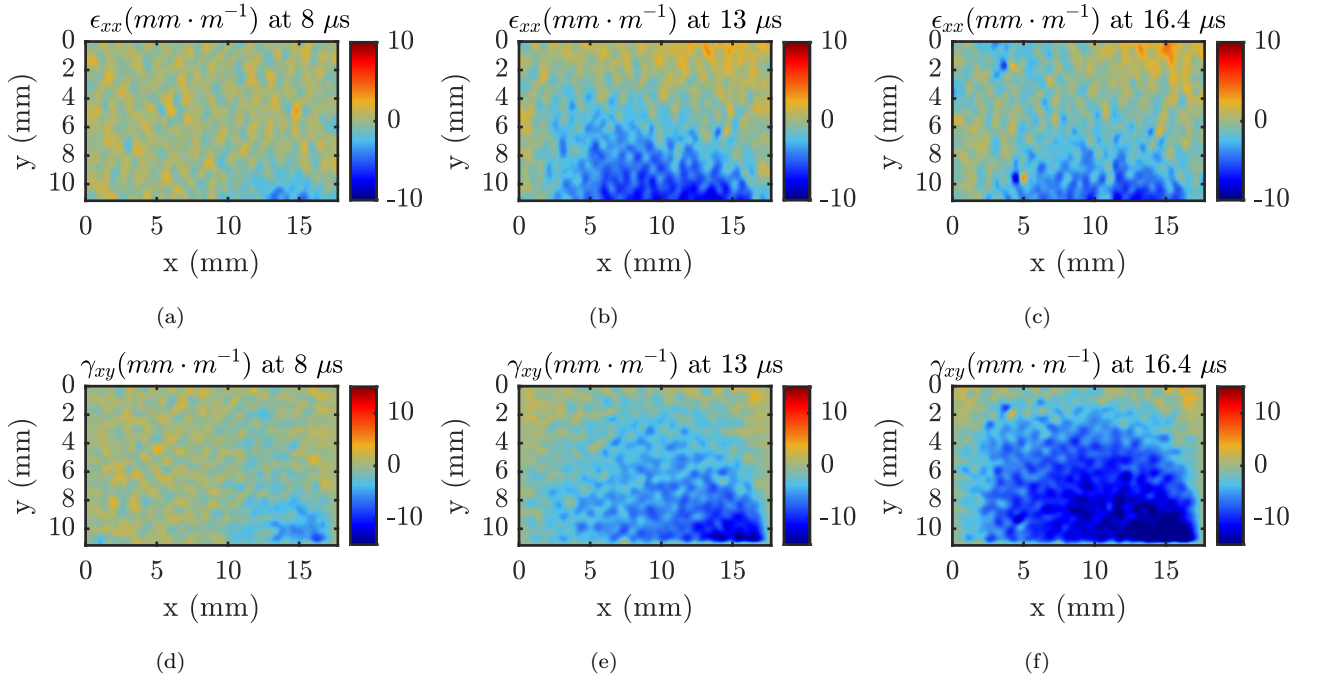 ϵxx(mm · m−1) at 8 μs
0
2
4
6
8
10
y (mm)
0 5 10 15
x (mm)
10
0
-10
(a)
ϵxx(mm · m−1) at 13 μs
0
2
4
6
8
10
y (mm)
0 5 10 15
x (mm)
10
0
-10
(b)
ϵxx(mm · m−1) at 16.4 μs
0
2
4
6
8
10
y (mm)
0 5 10 15
x (mm)
10
0
-10
(c)
γxy(mm · m−1) at 8 μs
0
2
4
6
8
10
y (mm)
0 5 10 15
x (mm)
10
0
-10
(d)
γxy(mm · m−1) at 13 μs
0
2
4
6
8
10
y (mm)
0 5 10 15
x (mm)
10
0
-10
(e)
γxy(mm · m−1) at 16.4 μs
0
2
4
6
8
10
y (mm)
0 5 10 15
x (mm)
10
0
-10
(f)